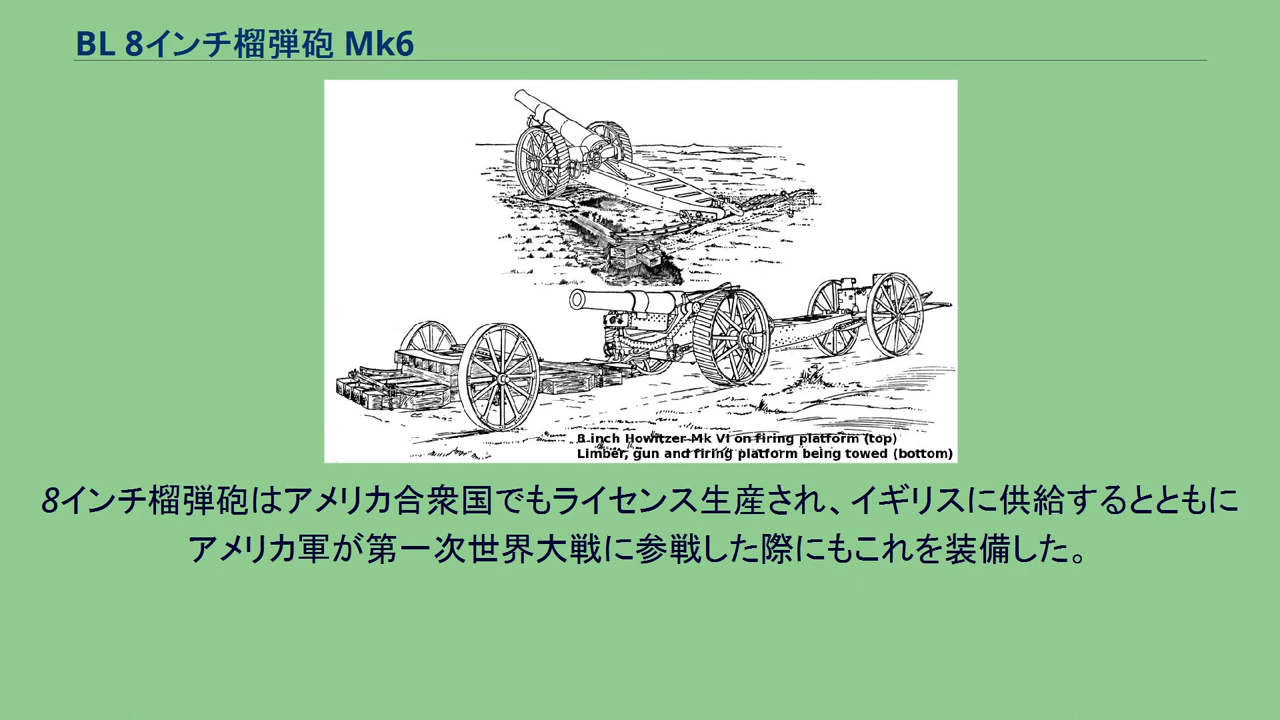 BL 8インチ榴弾砲 Mk6
8 inch Howitzer Mk VI on firing platform (top)
Limber, gun and firing platform being towed (bottom)
8インチ榴弾砲はアメリカ合衆国でもライセンス生産され、イギリスに供給するとともに
アメリカ軍が第一次世界大戦に参戦した際にもこれを装備した。